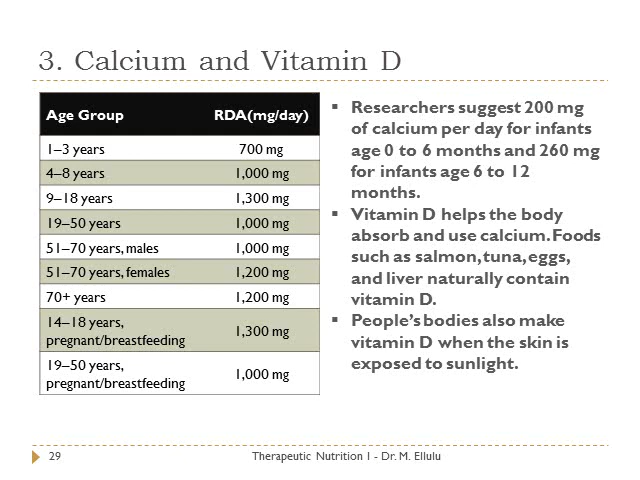 3. Calcium and Vitamin D
Age Group RDA(mg/day)
1–3 years 700 mg
4–8 years 1,000 mg
9–18 years 1,300 mg
19–50 years 1,000 mg
51–70 years, males 1,000 mg
51–70 years, females 1,200 mg
70+ years 1,200 mg
14–18 years,
pregnant/breastfeeding 1,300 mg
19–50 years,
pregnant/breastfeeding 1,000 mg
▪ Researchers suggest 200 mg
of calcium per day for infants
age 0 to 6 months and 260 mg
for infants age 6 to 12
months.
▪ Vitamin D helps the body
absorb and use calcium. Foods
such as salmon, tuna, eggs,
and liver naturally contain
vitamin D.
▪ People's bodies also make
vitamin D when the skin is
exposed to sunlight.
29 Therapeutic Nutrition I - Dr. M. Ellulu